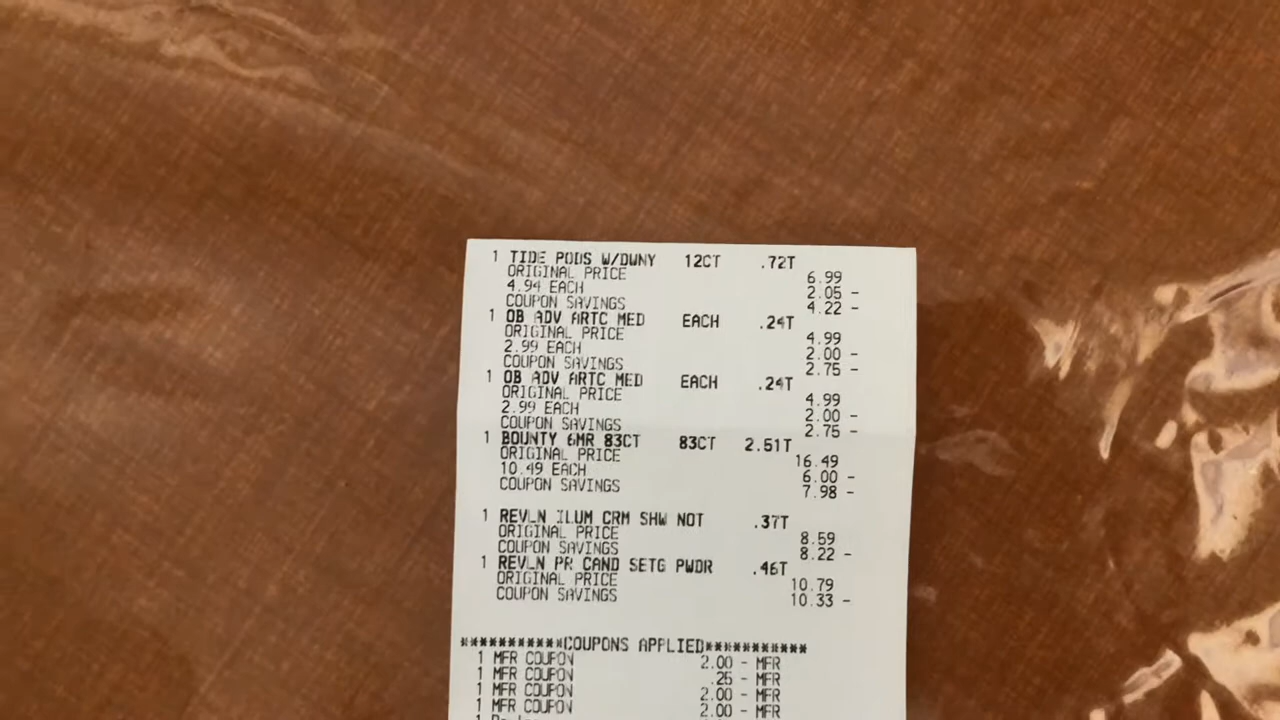 1 TIDE PODS W/DWNY 12CT .72T
ORIGINAL PRICE 6.99
4.94 EACH 2.05 -
COUPON SAVINGS 4.22 -
1 OB ADV ARTC MED EACH .24T
ORIGINAL PRICE 4.99
2.99 EACH 2.00 -
COUPON SAVINGS 2.75 -
1 OB ADV ARTC MED EACH .24T
ORIGINAL PRICE 4.99
2.99 EACH 2.00 -
COUPON SAVINGS 2.75 -
1 BOUNTY 6MR 83CT 83CT 2.51T
ORIGINAL PRICE 16.49
10.49 EACH 6.00 -
COUPON SAVINGS 7.98 -
1 REVLN ILUM CRM SHW NOT .37T
ORIGINAL PRICE 8.59
COUPON SAVINGS 8.22 -
1 REVLN PR CAND SETG PWDR .46T
ORIGINAL PRICE 10.79
COUPON SAVINGS 10.33 -
***********COUPONS APPLIED***********
1 MFR COUPON 2.00 - MFR
1 MFR COUPON .25 - MFR
1 MFR COUPON 2.00 - MFR
1 MFR COUPON 2.00 - MFR